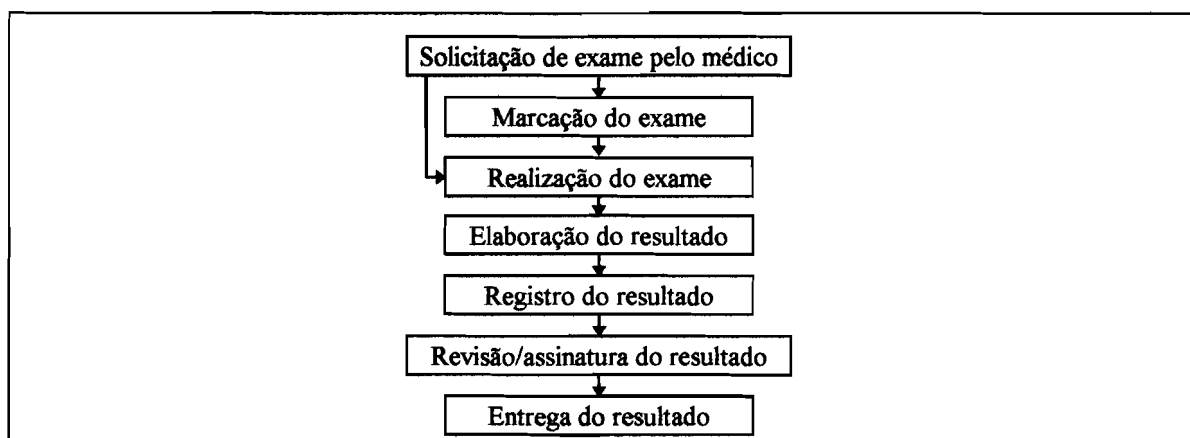 Solicitação de exame pelo médico
Marcação do exame
Realização do exame
Elaboração do resultado
Registro do resultado
Revisão/assinatura do resultado
Entrega do resultado